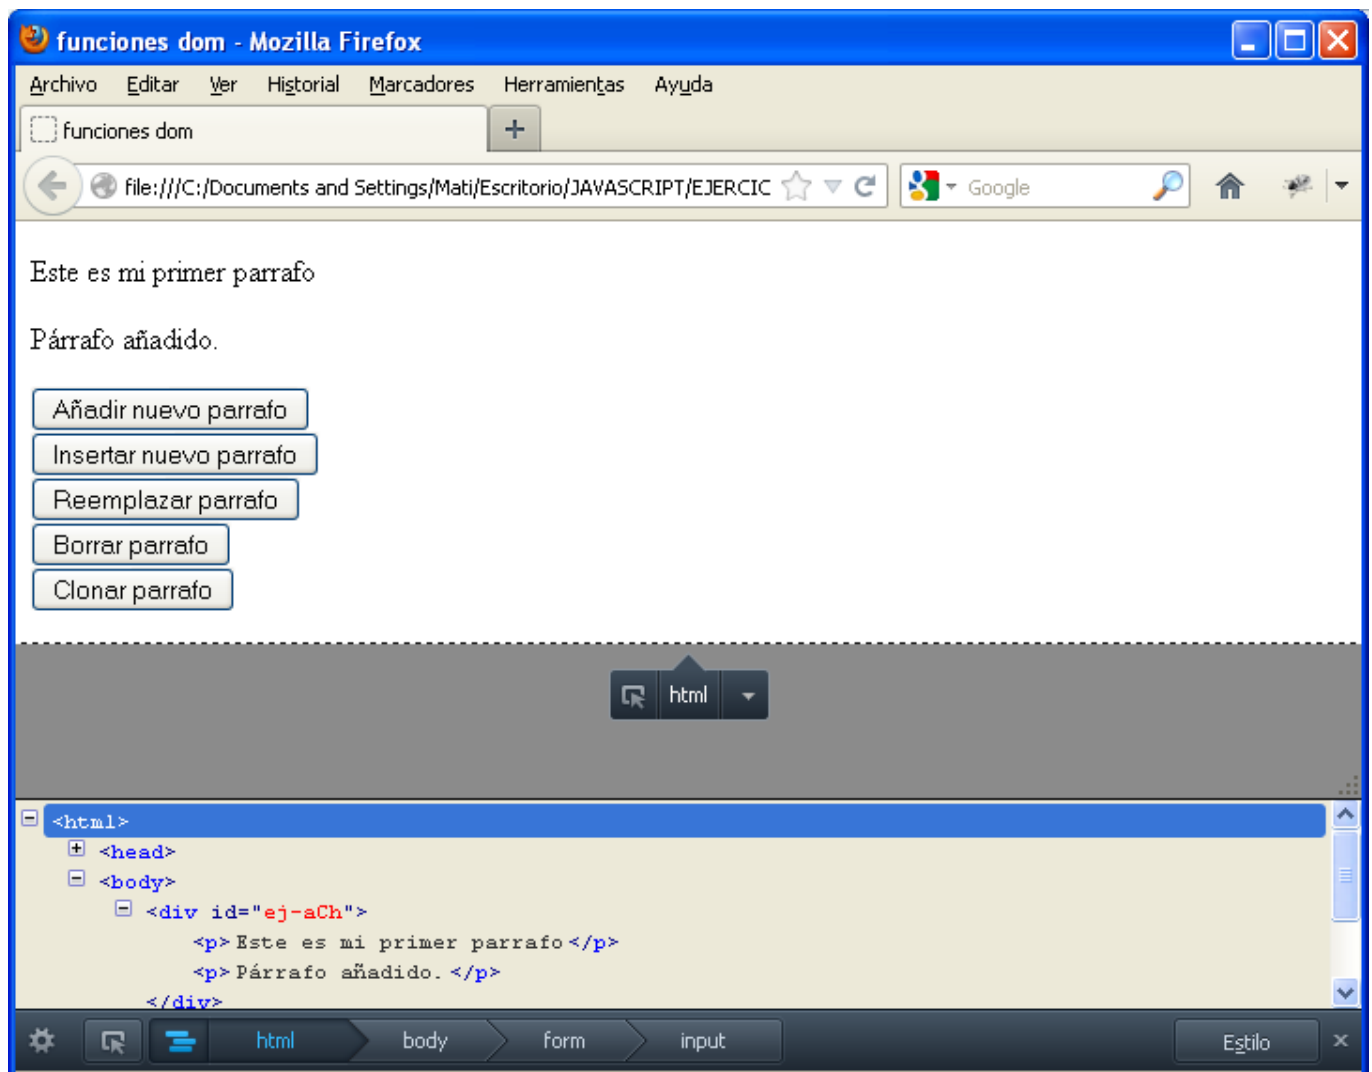 funciones dom - Mozilla Firefox
Archivo Editar Ver Historial Marcadores Herramientas Ayuda
funciones dom +
file:///C:/Documents and Settings/Mati/Escritorio/JAVASCRIPT/EJERCIC Google
Este es mi primer parrafo
Párrafo añadido.
Añadir nuevo parrafo
Insertar nuevo parrafo
Reemplazar parrafo
Borrar parrafo
Clonar parrafo
html
<html>
<head>
<body>
<div id="ej-aCh">
<p>Este es mi primer parrafo</p>
<p>Párrafo añadido.</p>
</div>
html body form input Estilo x